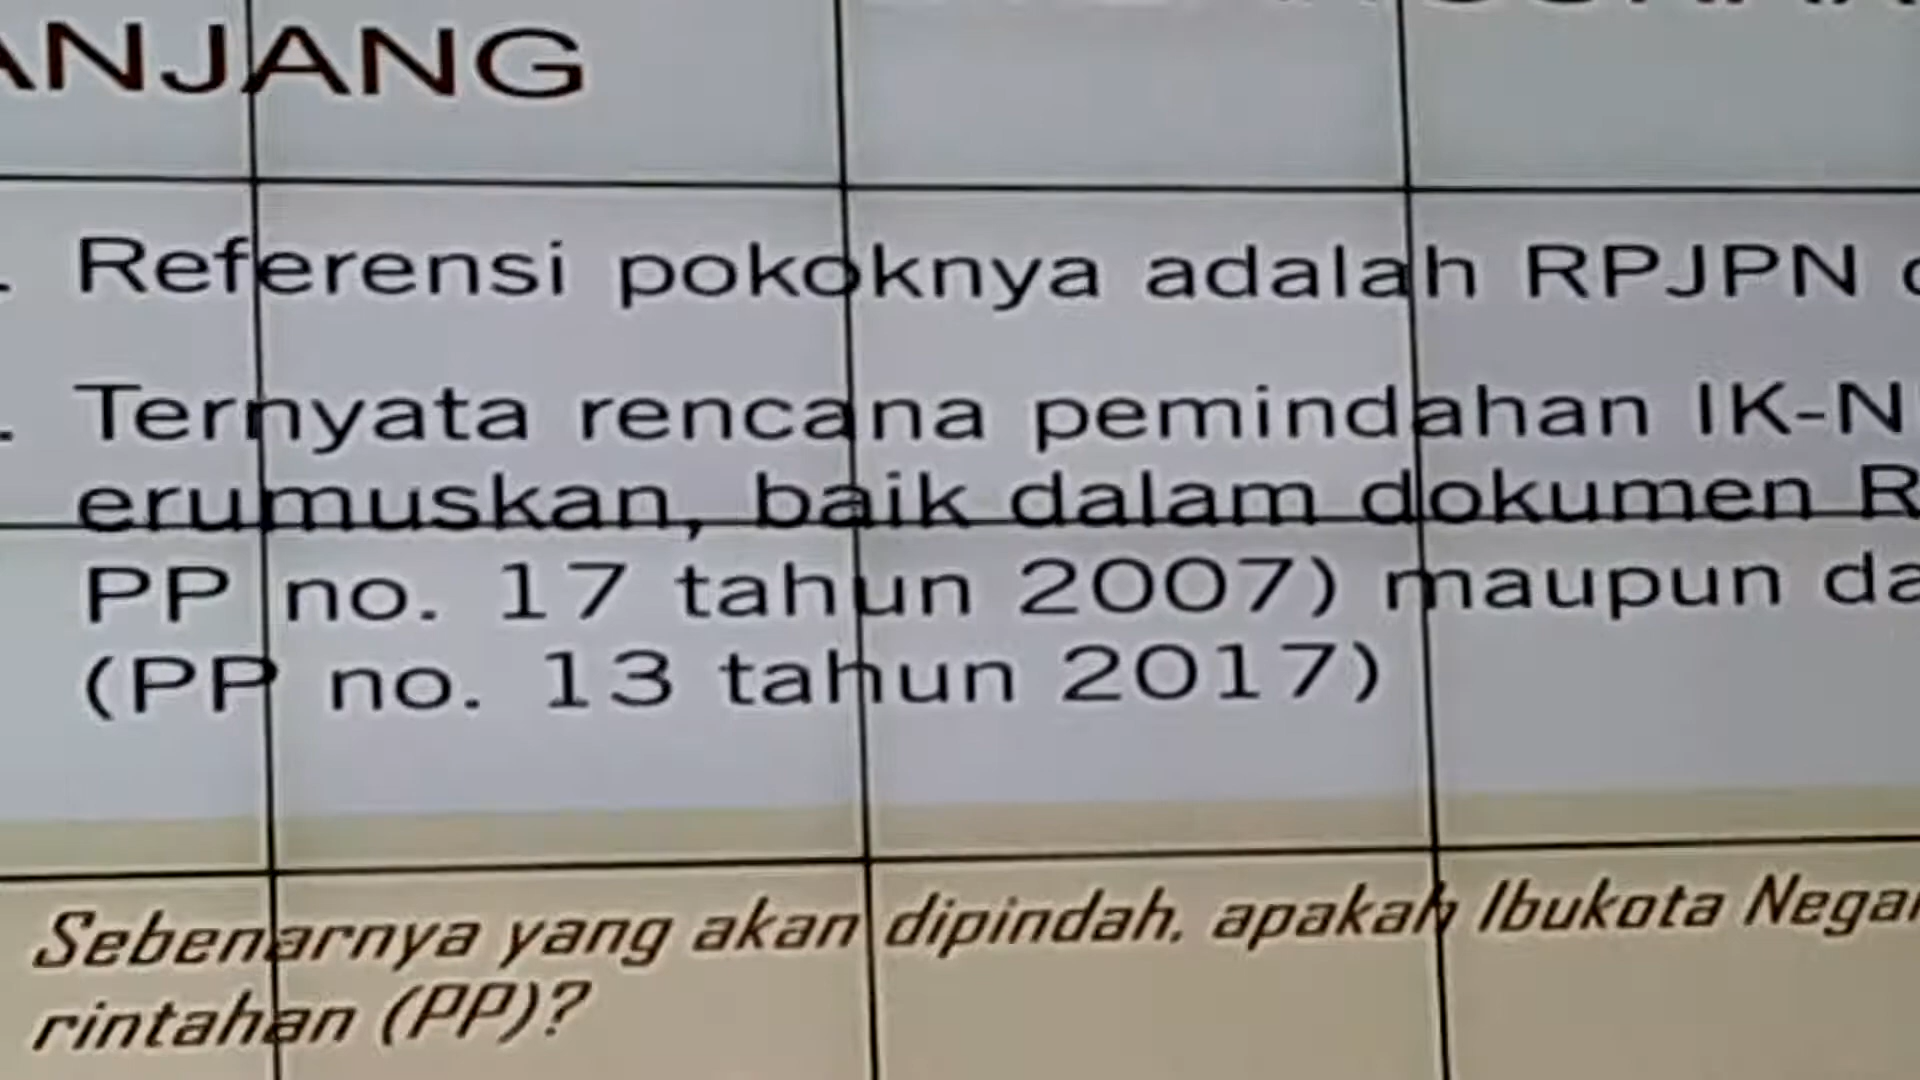 ANJANG
. Referensi pokoknya adalah RPJPN
. Ternyata rencana pemindahan IK-N
erumuskan, baik dalam dokumen R
PP no. 17 tahun 2007) maupun da
(PP no. 13 tahun 2017)
Sebenarnya yang akan dipindah, apakah Ibukota Negar
rintahan (PP)?